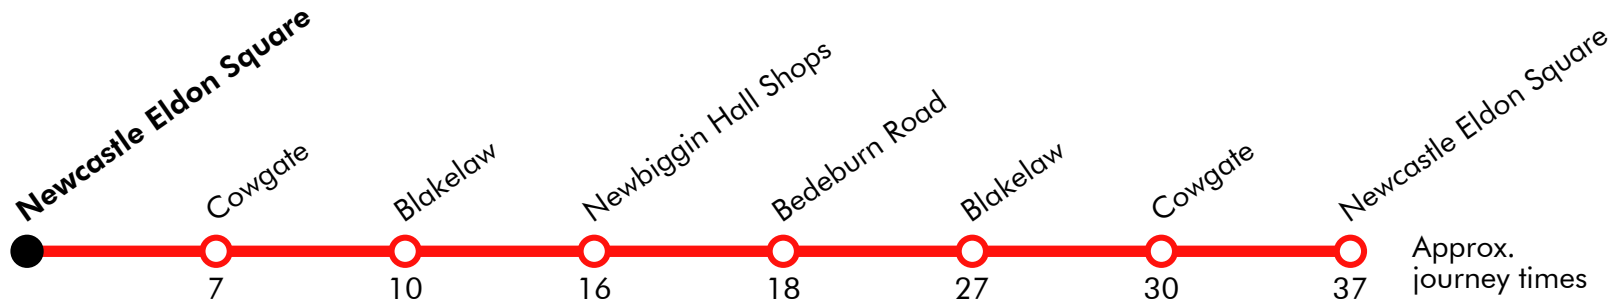 Newcastle Eldon Square
Cowgate
Blakelaw
Newbiggin Hall Shops
Bedeburn Road
Blakelaw
Cowgate
Newcastle Eldon Square
7
10
16
18
27
30
37
Approx.
journey times